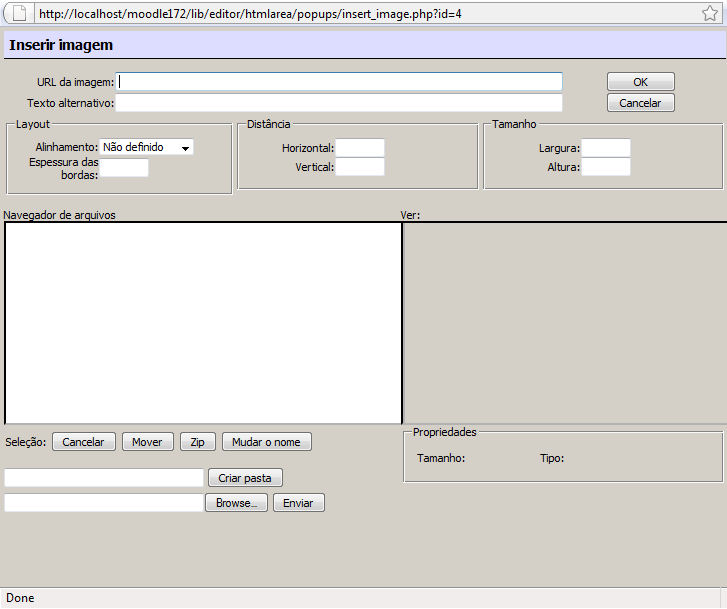 http://localhost/moodle172/lib/editor/htmlarea/popups/insert_image.php?id=4
Inserir imagem
URL da imagem:
OK
Texto alternativo:
Cancelar
Layout
Alinhamento: Não definido
Espessura das
bordas:
Distância
Horizontal:
Vertical:
Tamanho
Largura:
Altura:
Navegador de arquivos
Ver:
Seleção: Cancelar Mover Zip Mudar o nome
Criar pasta
Browse... Enviar
Propriedades
Tamanho: Tipo:
Done